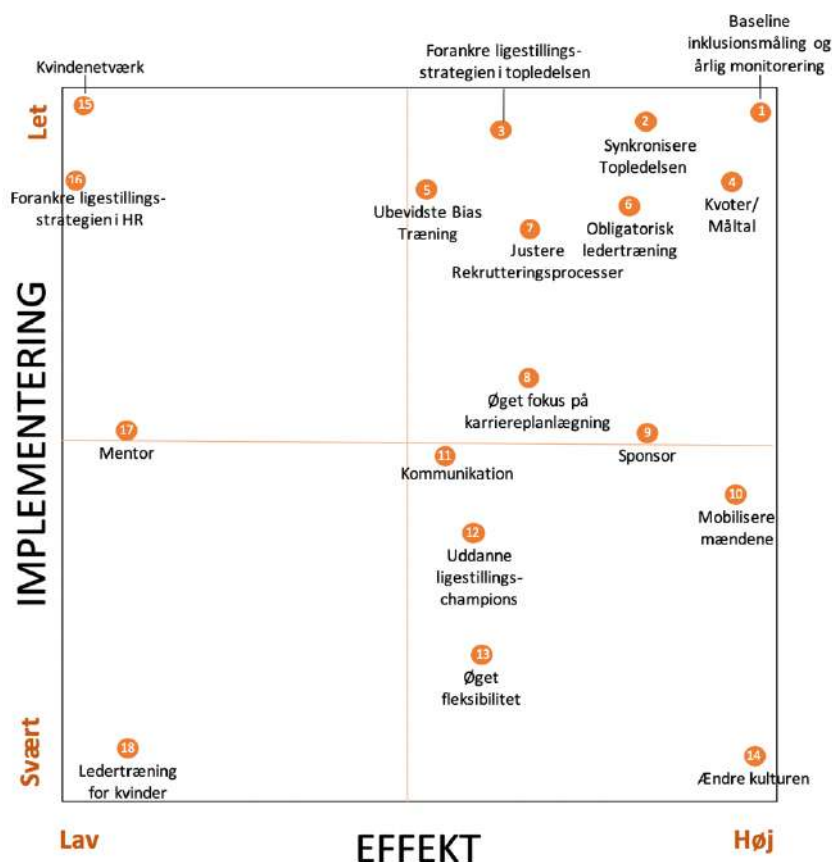 Baseline
inklusionsmåling og
årlig monitorering
Forankre ligestillings-
strategien i topledelsen
Kvindenetværk
Let
15
3
2
1
Synkronisere
Topledelsen
16
Forankre ligestillings-
strategien i HR
5
Ubevidste Bias
Træning
4
Kvoter/
Måltal
6
Obligatorisk
ledertræning
7
Justere
Rekrutteringsprocesser
IMPLEMENTERING
8
Øget fokus på
karriereplanlægning
17
Mentor
9
Sponsor
11
Kommunikation
10
Mobilisere
mændene
12
Uddanne
ligestillings-
champions
13
Øget
fleksibilitet
Svært
18
Ledertræning
for kvinder
14
Ændre kulturen
Lav
EFFEKT
Høj